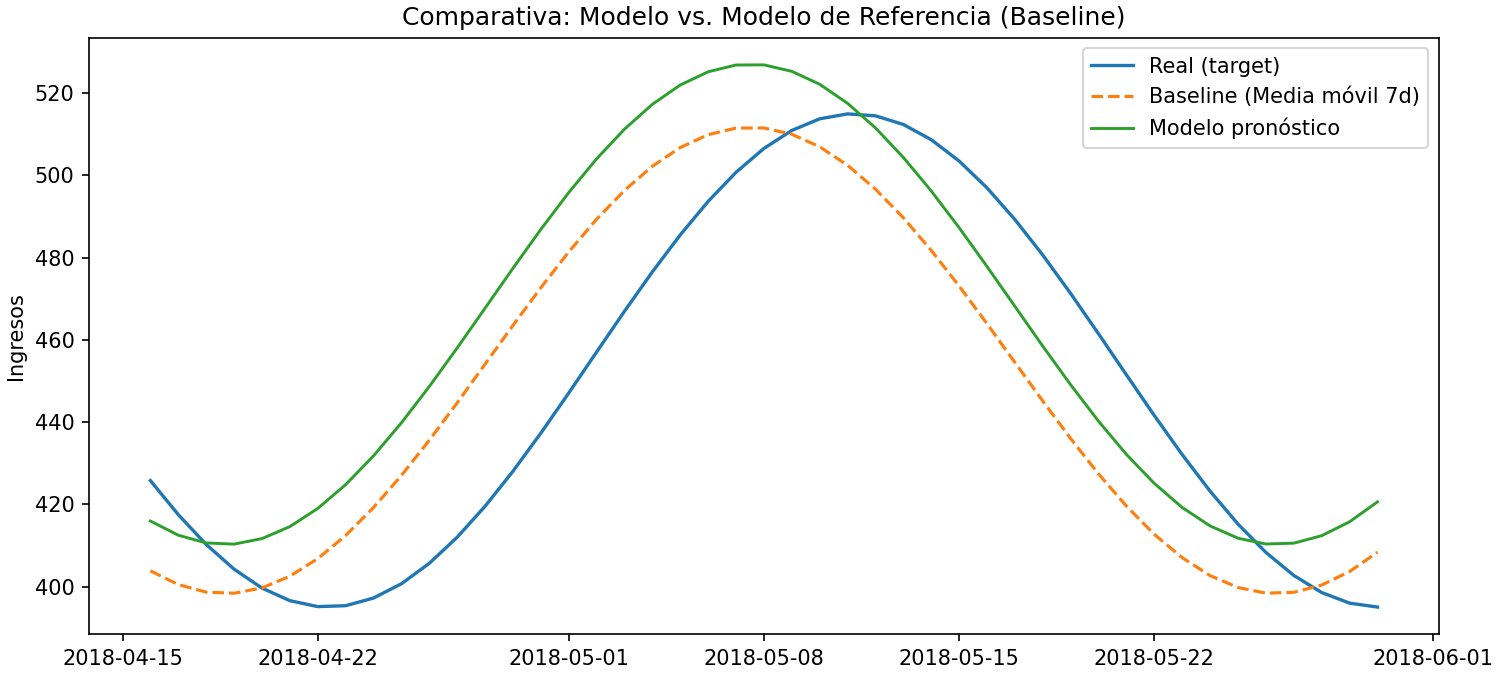 Comparativa: Modelo vs. Modelo de Referencia (Baseline)
Real (target)
Baseline (Media móvil 7d)
Modelo pronóstico
Ingresos
520
500
480
460
440
420
400
2018-04-15
2018-04-22
2018-05-01
2018-05-08
2018-05-15
2018-05-22
2018-06-01